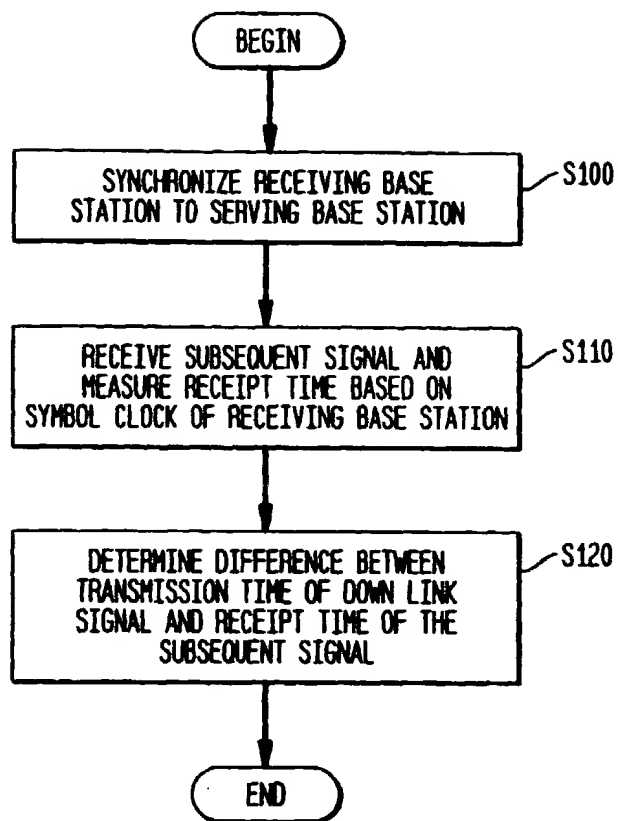 BEGIN
SYNCHRONIZE RECEIVING BASE
STATION TO SERVING BASE STATION
S100
RECEIVE SUBSEQUENT SIGNAL AND
MEASURE RECEIPT TIME BASED ON
SYMBOL CLOCK OF RECEIVING BASE STATION
S110
DETERMINE DIFFERENCE BETWEEN
TRANSMISSION TIME OF DOWN LINK
SIGNAL AND RECEIPT TIME OF THE
SUBSEQUENT SIGNAL
S120
END